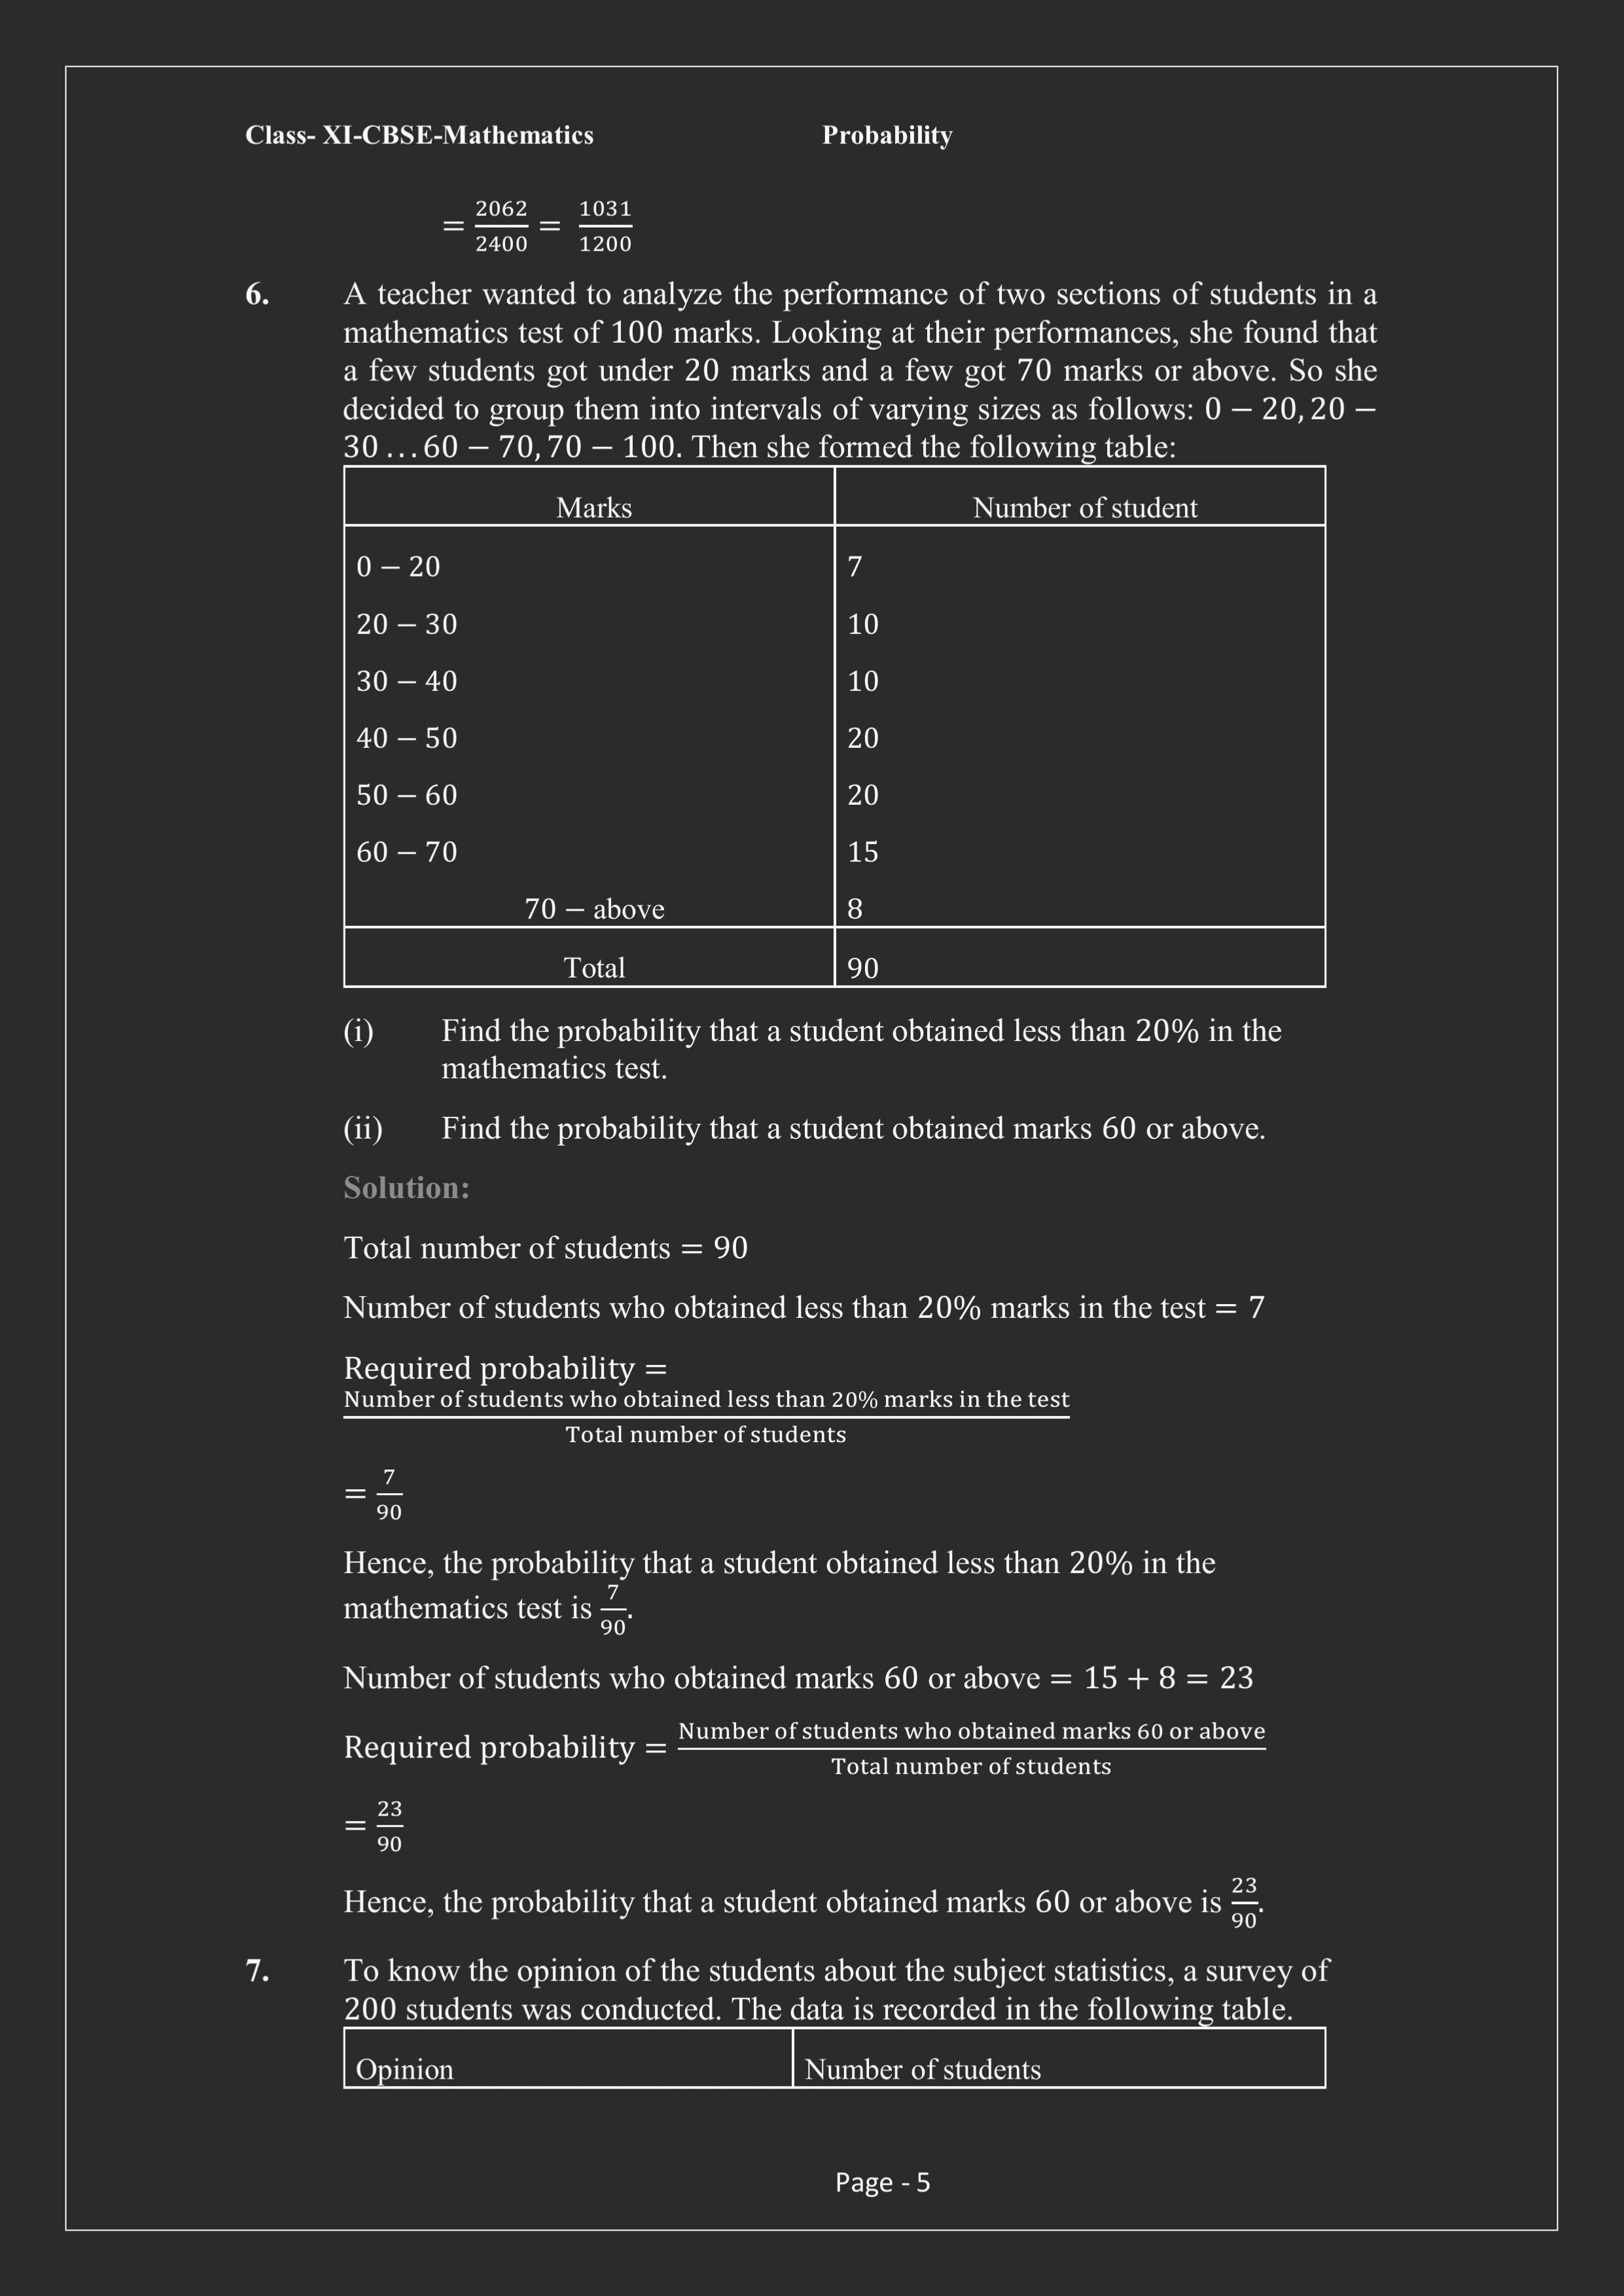 Class- XI-CBSE-Mathematics Probability
= 2062/2400 = 1031/1200
6. A teacher wanted to analyze the performance of two sections of students in a
mathematics test of 100 marks. Looking at their performances, she found that
a few students got under 20 marks and a few got 70 marks or above. So she
decided to group them into intervals of varying sizes as follows: 0 − 20, 20 −
30 … 60 − 70, 70 − 100. Then she formed the following table:
Marks Number of student
0 − 20 7
20 − 30 10
30 − 40 10
40 − 50 20
50 − 60 20
60 − 70 15
70 − above 8
Total 90
(i) Find the probability that a student obtained less than 20% in the
mathematics test.
(ii) Find the probability that a student obtained marks 60 or above.
Solution:
Total number of students = 90
Number of students who obtained less than 20% marks in the test = 7
Required probability =
Number of students who obtained less than 20% marks in the test
Total number of students
= 7/90
Hence, the probability that a student obtained less than 20% in the
mathematics test is 7/90.
Number of students who obtained marks 60 or above = 15 + 8 = 23
Required probability = Number of students who obtained marks 60 or above
Total number of students
= 23/90
Hence, the probability that a student obtained marks 60 or above is 23/90.
7. To know the opinion of the students about the subject statistics, a survey of
200 students was conducted. The data is recorded in the following table.
Opinion Number of students
Page - 5